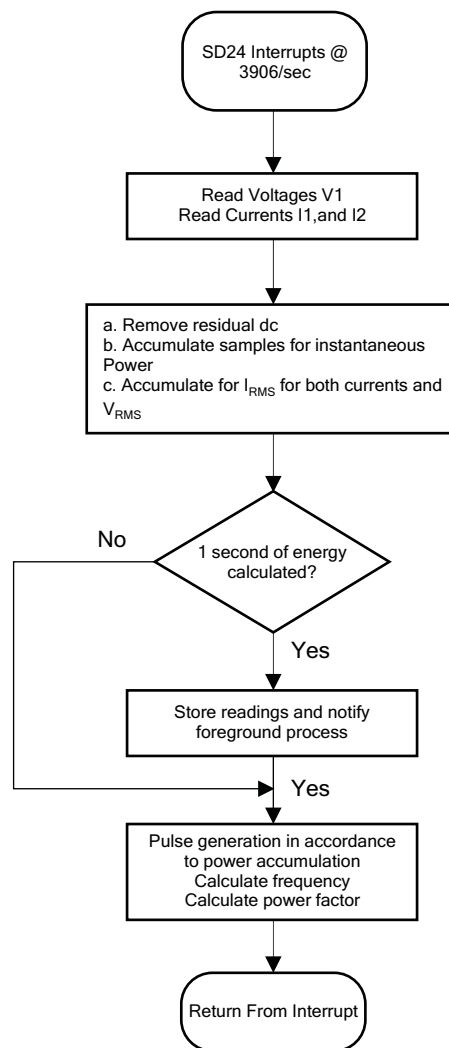 SD24 Interrupts @
3906/sec
Read Voltages V1
Read Currents I1,and I2
a. Remove residual dc
b. Accumulate samples for instantaneous
Power
c. Accumulate for IRMS for both currents and
VRMS
No
1 second of energy
calculated?
Yes
Store readings and notify
foreground process
Yes
Pulse generation in accordance
to power accumulation
Calculate frequency
Calculate power factor
Return From Interrupt